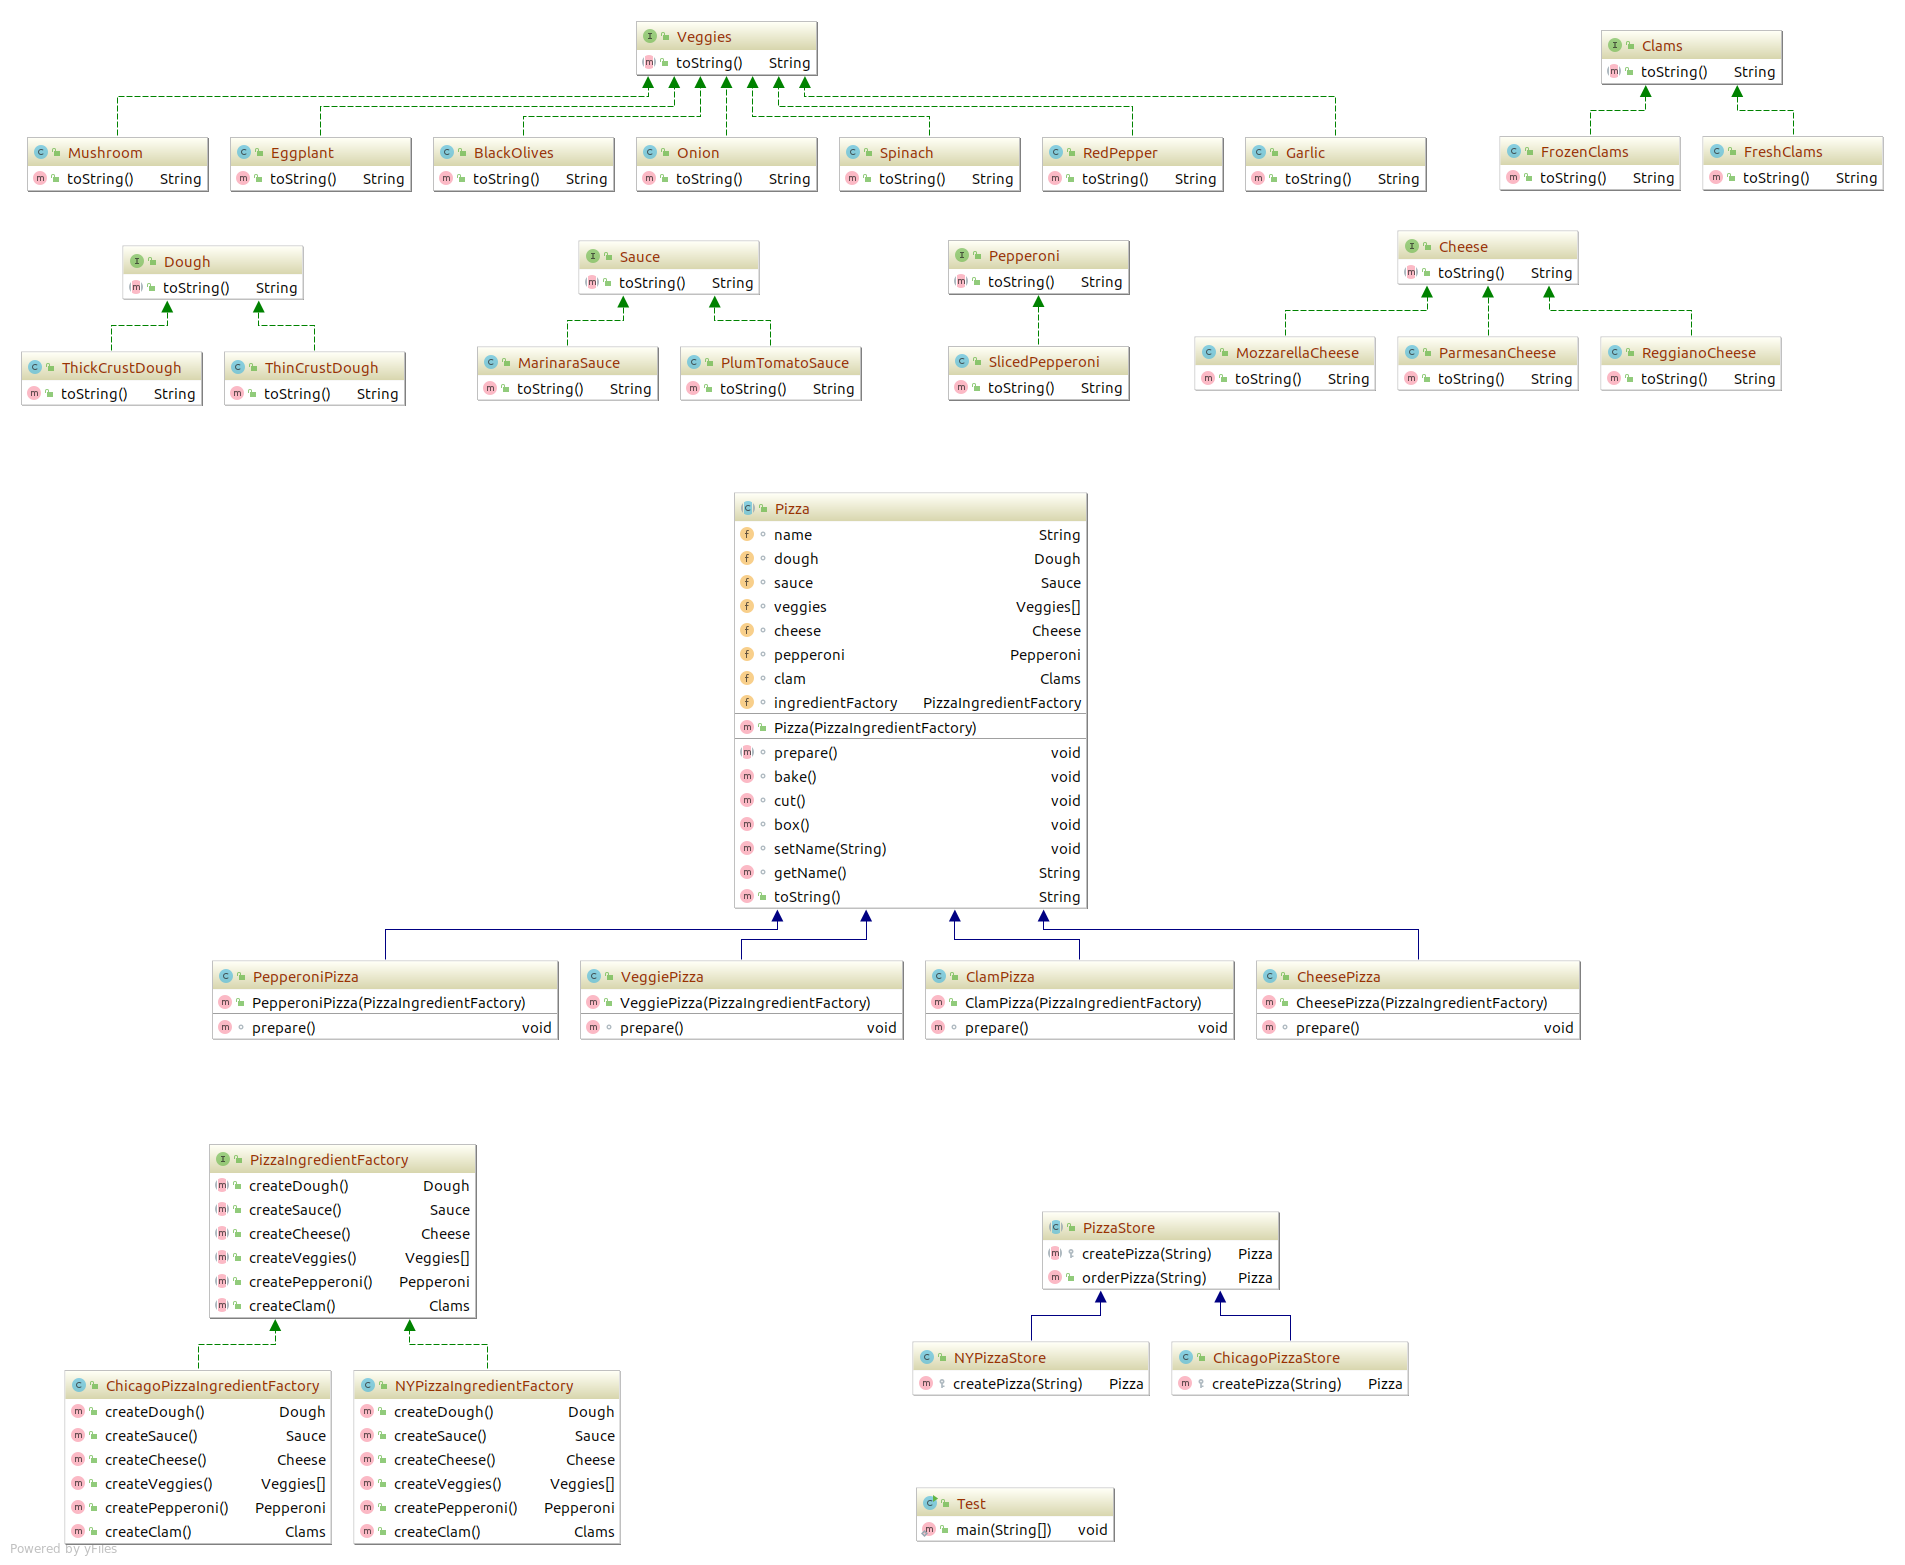 Veggies
toString() String
Clams
toString() String
Mushroom
toString() String
Eggplant
toString() String
BlackOlives
toString() String
Onion
toString() String
Spinach
toString() String
RedPepper
toString() String
Garlic
toString() String
FrozenClams
toString() String
FreshClams
toString() String
Dough
toString() String
Sauce
toString() String
Pepperoni
toString() String
Cheese
toString() String
ThickCrustDough
toString() String
ThinCrustDough
toString() String
MarinaraSauce
toString() String
PlumTomatoSauce
toString() String
SlicedPepperoni
toString() String
MozzarellaCheese
toString() String
ParmesanCheese
toString() String
ReggianoCheese
toString() String
Pizza
name String
dough Dough
sauce Sauce
veggies Veggies[]
cheese Cheese
pepperoni Pepperoni
clam Clams
ingredientFactory PizzaIngredientFactory
Pizza(PizzaIngredientFactory)
prepare() void
bake() void
cut() void
box() void
setName(String) void
getName() String
toString() String
PepperoniPizza
PepperoniPizza(PizzaIngredientFactory)
prepare() void
VeggiePizza
VeggiePizza(PizzaIngredientFactory)
prepare() void
ClamPizza
ClamPizza(PizzaIngredientFactory)
prepare() void
CheesePizza
CheesePizza(PizzaIngredientFactory)
prepare() void
PizzaIngredientFactory
createDough() Dough
createSauce() Sauce
createCheese() Cheese
createVeggies() Veggies[]
createPepperoni() Pepperoni
createClam() Clams
PizzaStore
createPizza(String) Pizza
orderPizza(String) Pizza
NYPizzaStore
createPizza(String) Pizza
ChicagoPizzaStore
createPizza(String) Pizza
ChicagoPizzaIngredientFactory
createDough() Dough
createSauce() Sauce
createCheese() Cheese
createVeggies() Veggies[]
createPepperoni() Pepperoni
createClam() Clams
NYPizzaIngredientFactory
createDough() Dough
createSauce() Sauce
createCheese() Cheese
createVeggies() Veggies[]
createPepperoni() Pepperoni
createClam() Clams
Test
main(String[]) void
Powered by yFiles